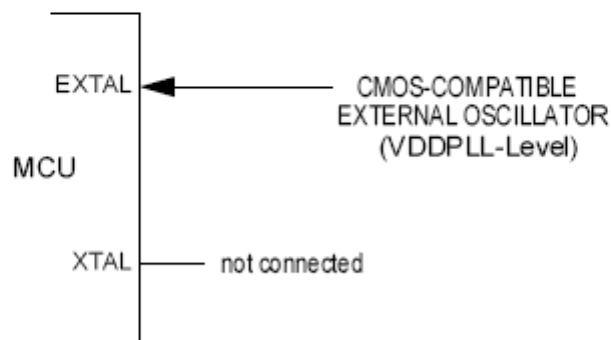 EXTAL
CMOS-COMPATIBLE
EXTERNAL OSCILLATOR
(VDDPLL-Level)
MCU
XTAL
not connected